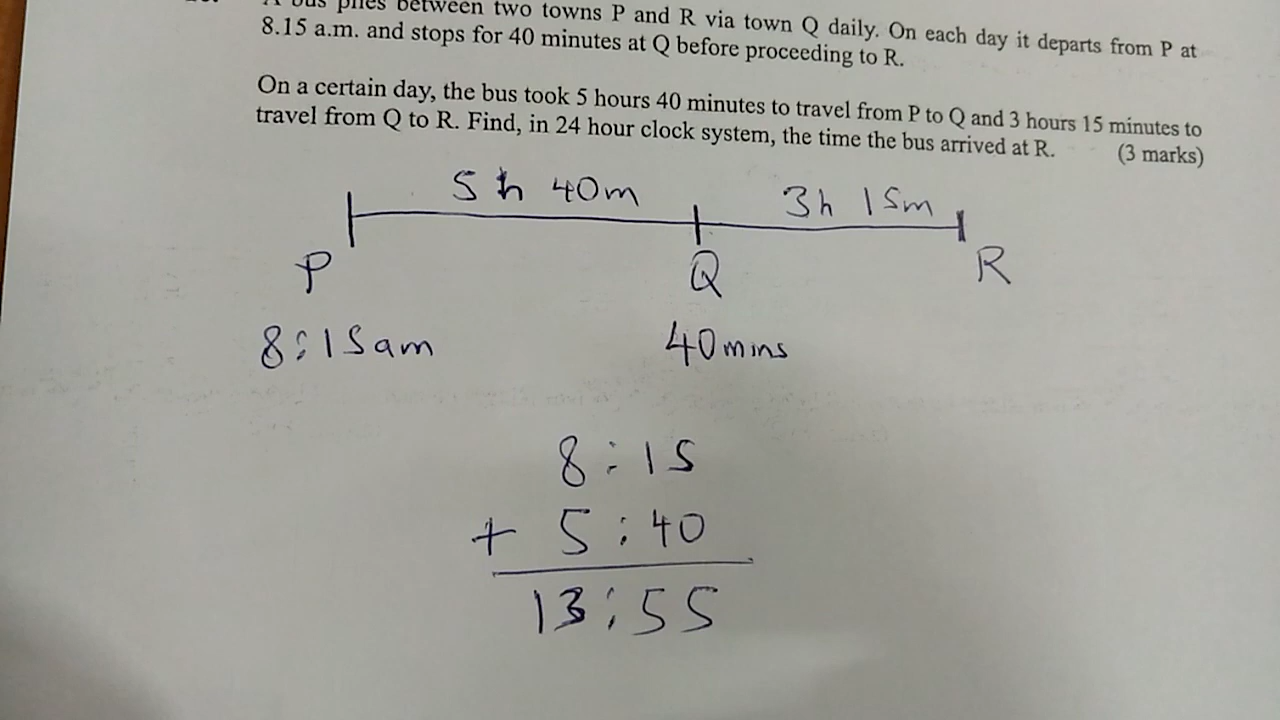 A bus plies between two towns P and R via town Q daily. On each day it departs from P at
8.15 a.m. and stops for 40 minutes at Q before proceeding to R.
On a certain day, the bus took 5 hours 40 minutes to travel from P to Q and 3 hours 15 minutes to
travel from Q to R. Find, in 24 hour clock system, the time the bus arrived at R. (3 marks)
5 h 40m 3h 15m
P Q R
8:15am 40mins
8:15
+ 5:40
13:55